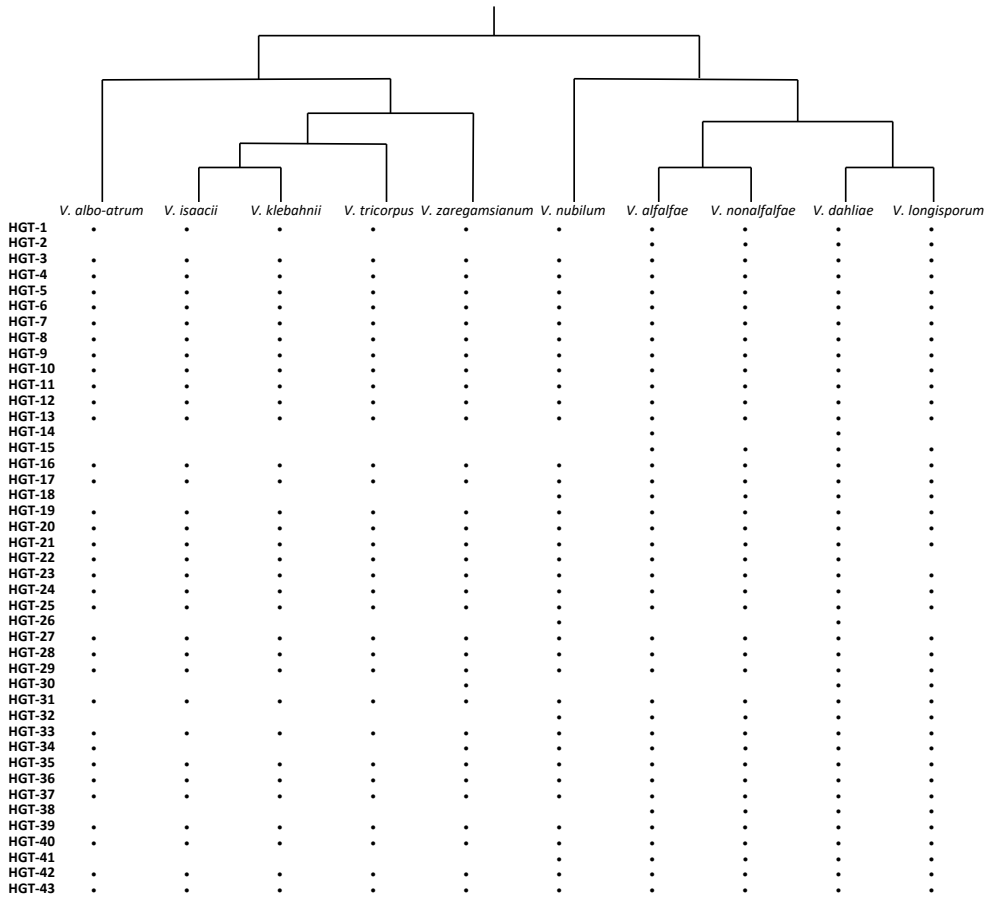 V. albo-atrum V. isaacii V. klebahnii V. tricorpus V. zaregamsianum V. nubilum V. alfalfae V. nonalfalfae V. dahliae V. longisporum
HGT-1
HGT-2
HGT-3
HGT-4
HGT-5
HGT-6
HGT-7
HGT-8
HGT-9
HGT-10
HGT-11
HGT-12
HGT-13
HGT-14
HGT-15
HGT-16
HGT-17
HGT-18
HGT-19
HGT-20
HGT-21
HGT-22
HGT-23
HGT-24
HGT-25
HGT-26
HGT-27
HGT-28
HGT-29
HGT-30
HGT-31
HGT-32
HGT-33
HGT-34
HGT-35
HGT-36
HGT-37
HGT-38
HGT-39
HGT-40
HGT-41
HGT-42
HGT-43